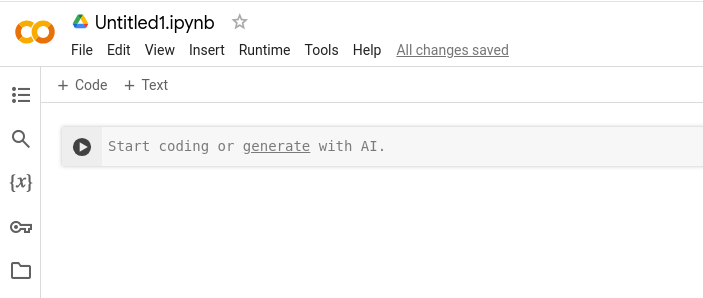 Untitled1.ipynb
File Edit View Insert Runtime Tools Help All changes saved
+ Code + Text
Start coding or generate with AI.
{x}